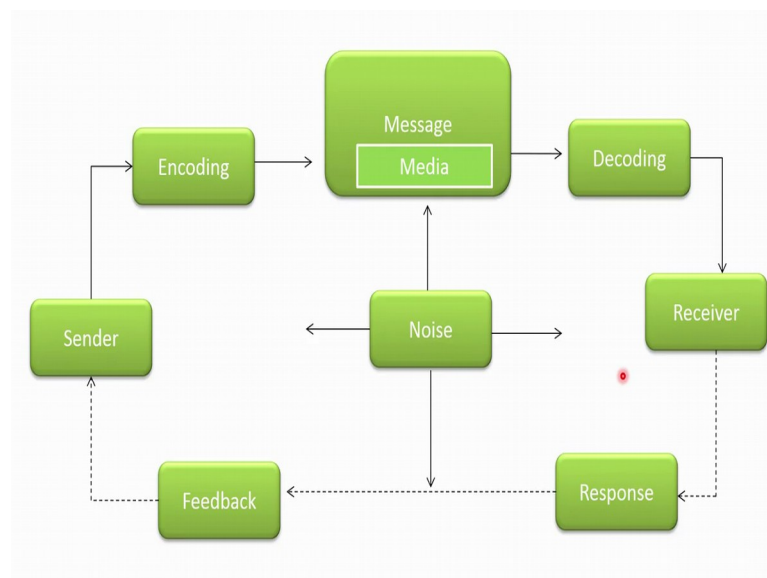 Message
Media
Encoding
Decoding
Sender
Noise
Receiver
Feedback
Response